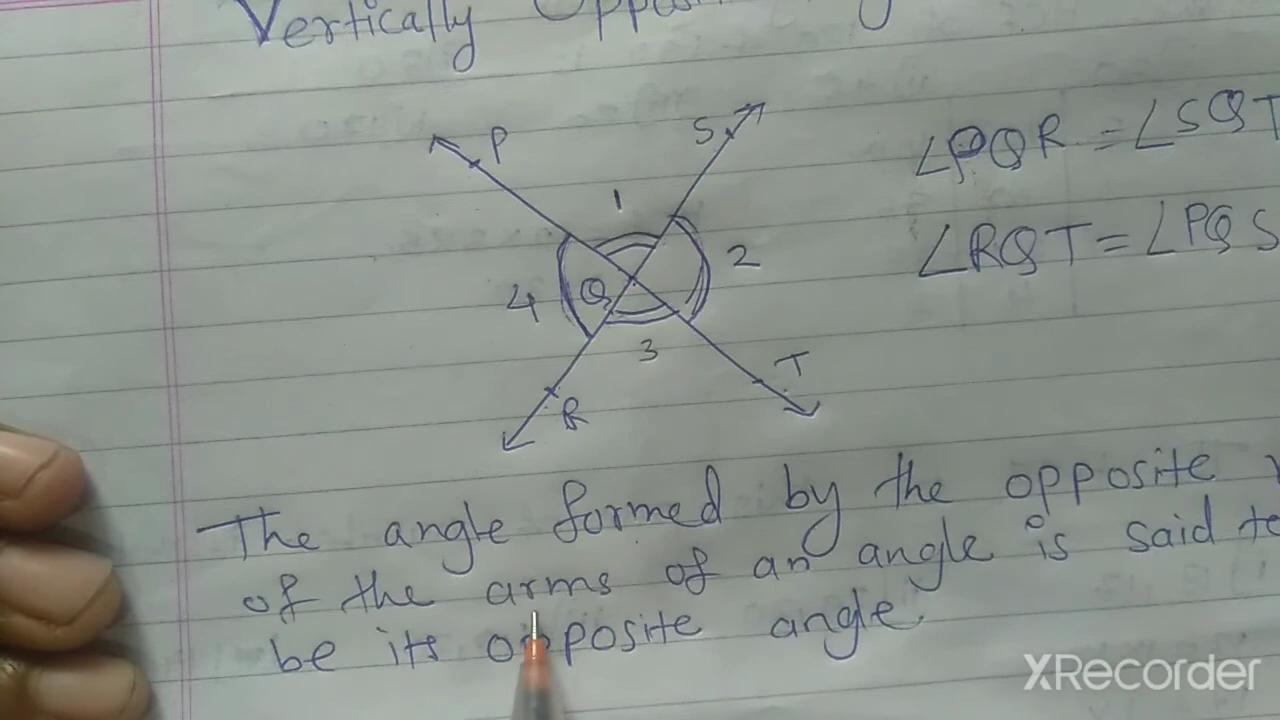 Vertically
P
S
∠PQR = ∠SQT
1
2
∠RQT = ∠PQS
4
Q
3
T
R
The angle formed by the opposite
of the arms of an angle is said to
be its opposite angle.
XRecorder